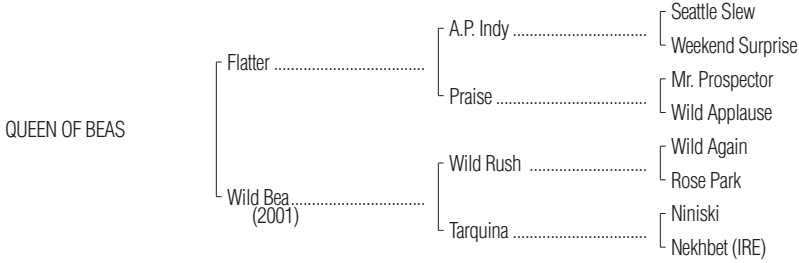 Seattle Slew
A.P. Indy ..................................
Weekend Surprise
Flatter ......................................
Mr. Prospector
Praise ......................................
Wild Applause
QUEEN OF BEAS
Wild Again
Wild Rush ..............................
Rose Park
Wild Bea..................................
(2001)
Niniski
Tarquina ..................................
Nekhbet (IRE)